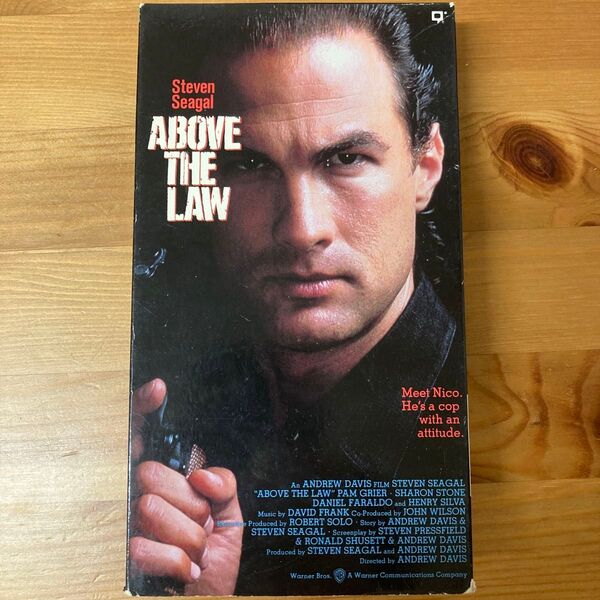 Steven
Seagal
ABOVE
THE
LAW
Meet Nico.
He's a cop
with an
attitude.
An ANDREW DAVIS FILM STEVEN SEAGAL
"ABOVE THE LAW" PAM GRIER · SHARON STONE
DANIEL FARALDO and HENRY SILVA
Music by DAVID FRANK Co-Produced by JOHN WILSON
Executive Produced by ROBERT SOLO · Story by ANDREW DAVIS &
STEVEN SEAGAL · Screenplay by STEVEN PRESSFIELD
& RONALD SHUSETT & ANDREW DAVIS
Produced by STEVEN SEAGAL and ANDREW DAVIS
Directed by ANDREW DAVIS
Warner Bros. A Warner Communications Company